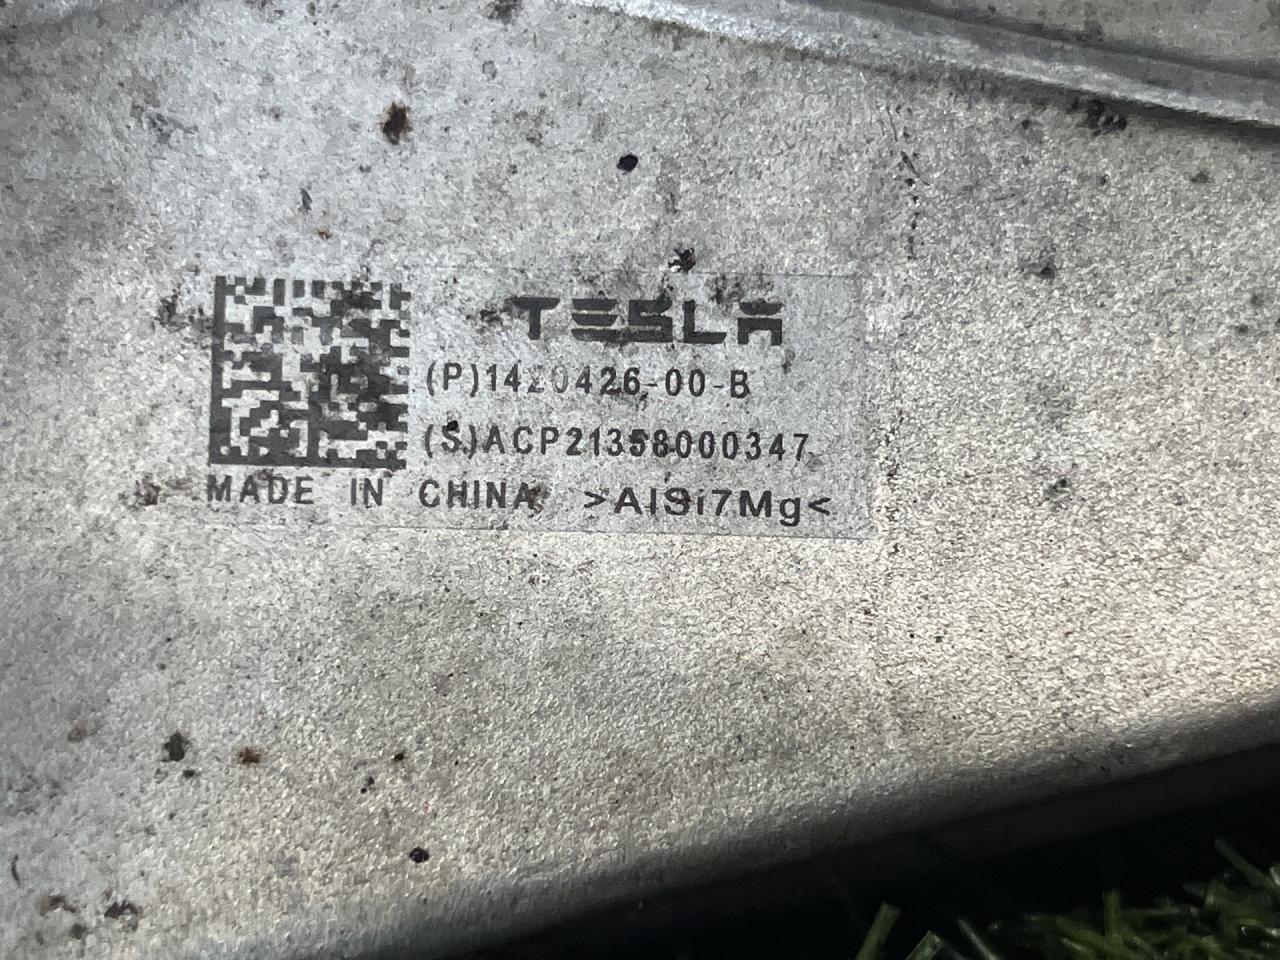 TESLA
(P)1420426-00-B
(S)ACP21358000347
MADE IN CHINA >AlSi7Mg<